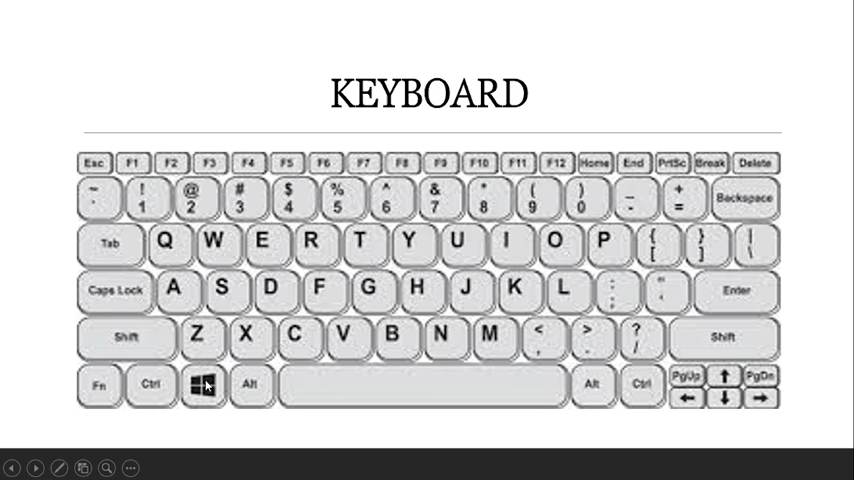 KEYBOARD
Esc F1 F2 F3 F4 F5 F6 F7 F8 F9 F10 F11 F12 Home End PrtSc Break Delete
~ ! @ # $ % ^ & * ( ) _ +
` 1 2 3 4 5 6 7 8 9 0 - = Backspace
Tab Q W E R T Y U I O P { } |
[ ] \
Caps Lock A S D F G H J K L : " Enter
; '
Shift Z X C V B N M < > ? Shift
, . /
Fn Ctrl Alt Alt Ctrl PgUp PgDn